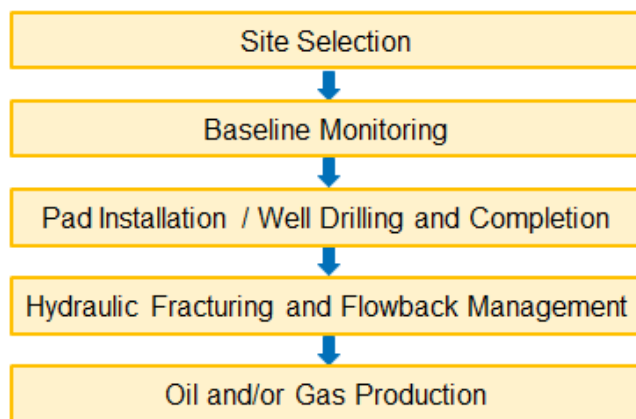 Site Selection
Baseline Monitoring
Pad Installation / Well Drilling and Completion
Hydraulic Fracturing and Flowback Management
Oil and/or Gas Production